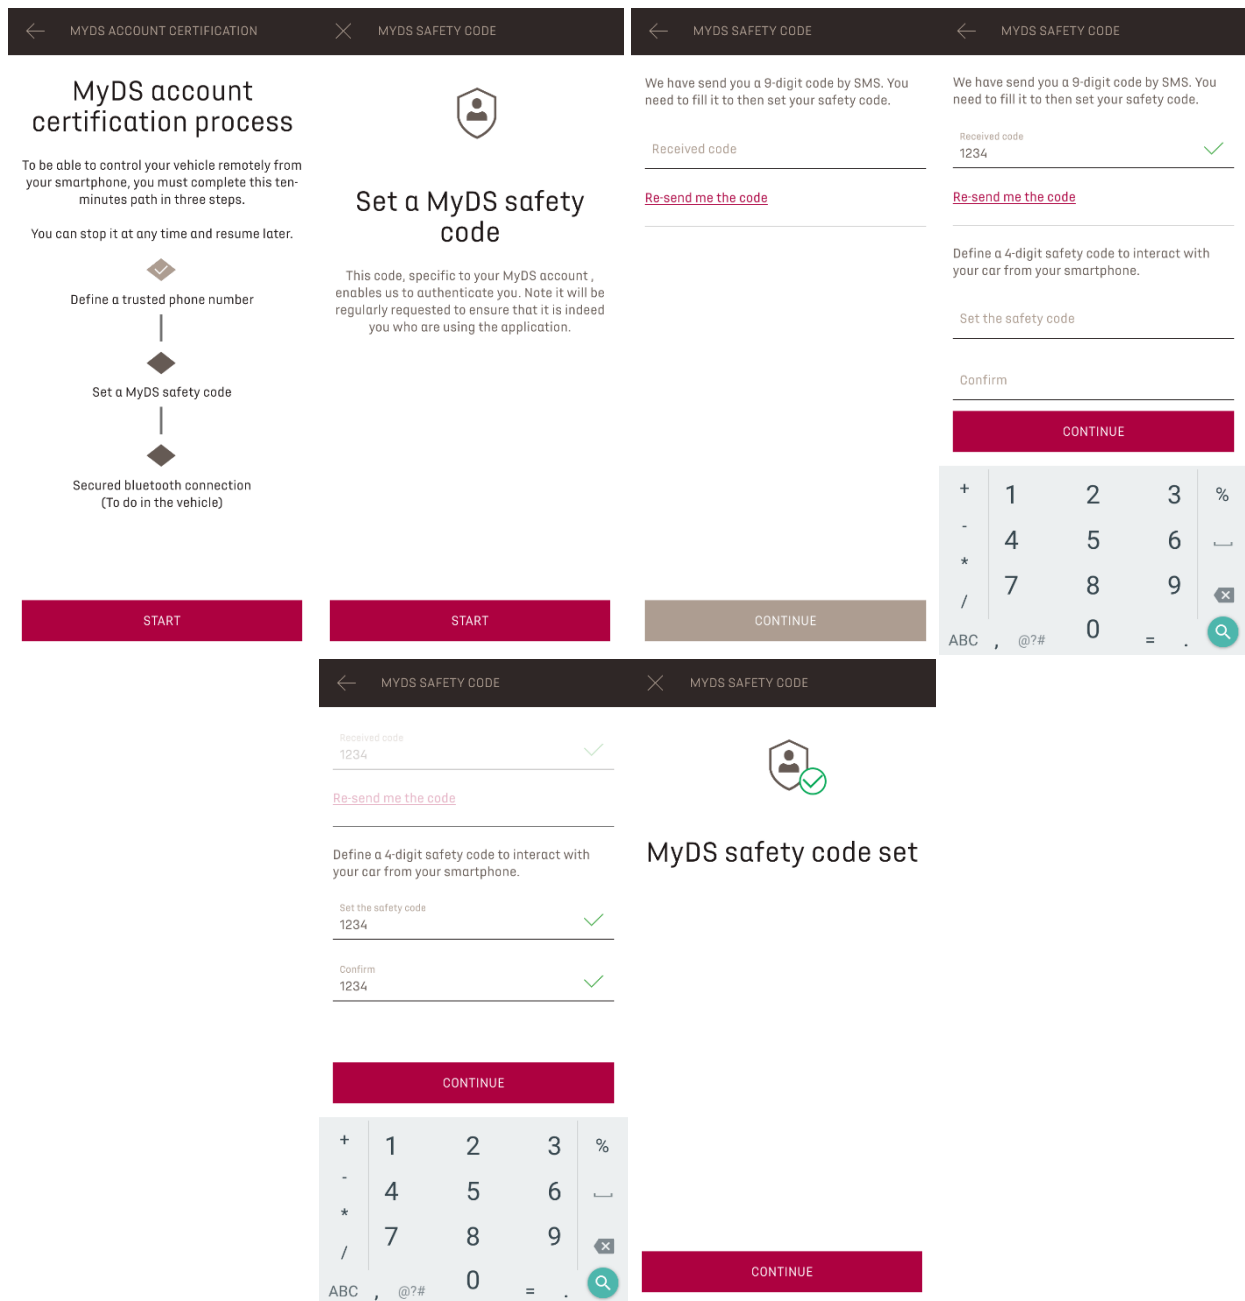 MYDS ACCOUNT CERTIFICATION
MyDS account
certification process
To be able to control your vehicle remotely from
your smartphone, you must complete this ten-
minutes path in three steps.
You can stop it at any time and resume later.
Define a trusted phone number
Set a MyDS safety code
Secured bluetooth connection
(To do in the vehicle)
START
MYDS SAFETY CODE
Set a MyDS safety
code
This code, specific to your MyDS account ,
enables us to authenticate you. Note it will be
regularly requested to ensure that it is indeed
you who are using the application.
START
MYDS SAFETY CODE
We have send you a 9-digit code by SMS. You
need to fill it to then set your safety code.
Received code
Re-send me the code
CONTINUE
MYDS SAFETY CODE
We have send you a 9-digit code by SMS. You
need to fill it to then set your safety code.
Received code
1234
Re-send me the code
Define a 4-digit safety code to interact with
your car from your smartphone.
Set the safety code
Confirm
CONTINUE
+ 1 2 3 %
- 4 5 6
* 7 8 9
/
ABC , @?# 0 = .
MYDS SAFETY CODE
Received code
1234
Re-send me the code
Define a 4-digit safety code to interact with
your car from your smartphone.
Set the safety code
1234
Confirm
1234
CONTINUE
+ 1 2 3 %
- 4 5 6
* 7 8 9
/
ABC , @?# 0 = .
MYDS SAFETY CODE
MyDS safety code set
CONTINUE